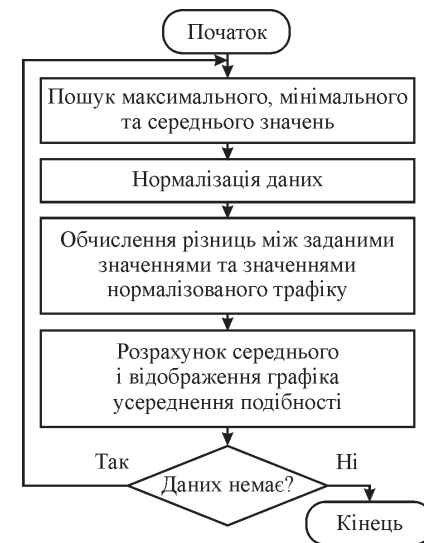 Початок
Пошук максимального, мінімального
та середнього значень
Нормалізація даних
Обчислення різниць між заданими
значеннями та значеннями
нормалізованого трафіку
Розрахунок середнього
і відображення графіка
усереднення подібності
Так
Ні
Даних немає?
Кінець